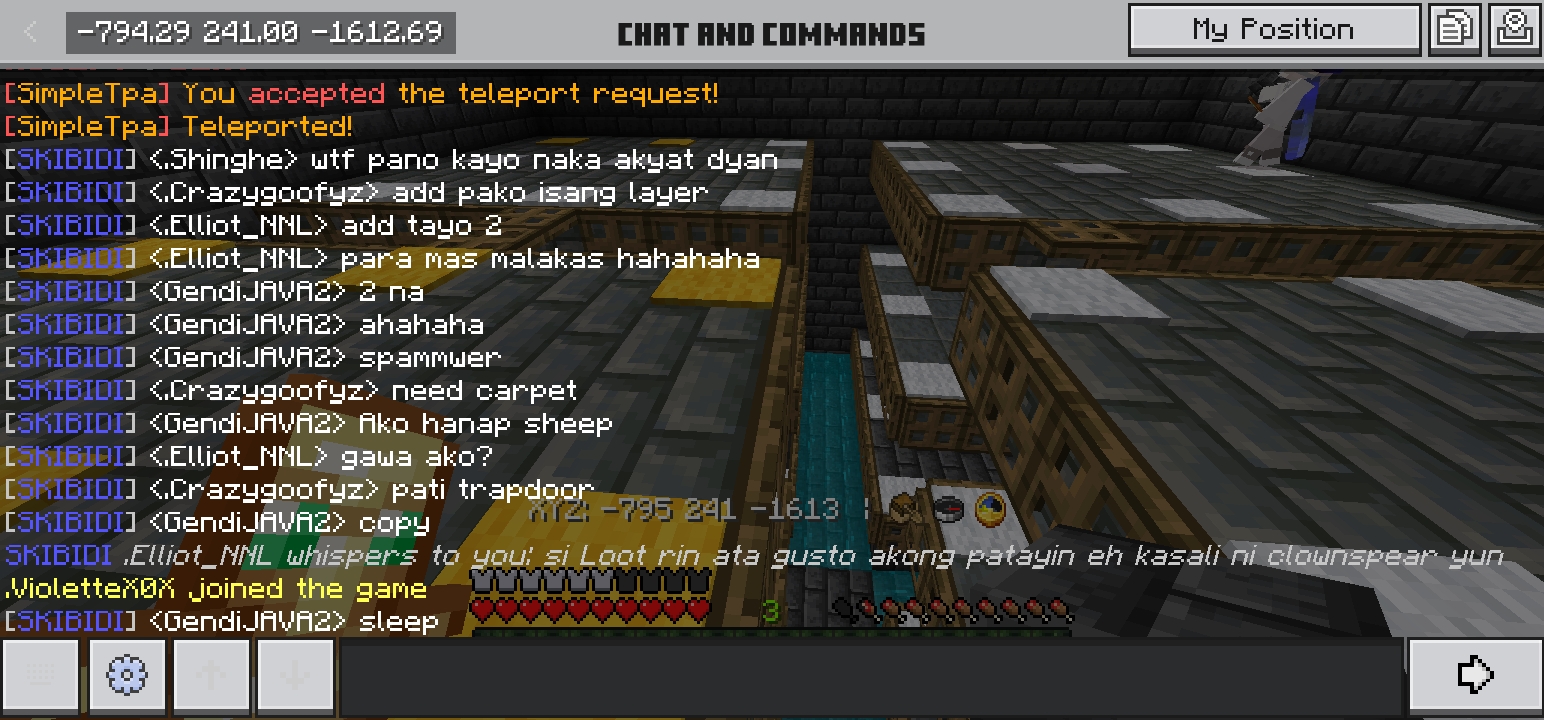 -794.29 241.00 -1612.69
CHAT AND COMMANDS
My Position
[SimpleTpa] You accepted the teleport request!
[SimpleTpa] Teleported!
[SKIBIDI] <.Shinghe> wtf pano kayo naka akyat dyan
[SKIBIDI] <.Crazygoofyz> add pako isang layer
[SKIBIDI] <.Elliot_NNL> add tayo 2
[SKIBIDI] <.Elliot_NNL> para mas malakas hahahaha
[SKIBIDI] <GendiJAVA2> 2 na
[SKIBIDI] <GendiJAVA2> ahahaha
[SKIBIDI] <GendiJAVA2> spammwer
[SKIBIDI] <.Crazygoofyz> need carpet
[SKIBIDI] <GendiJAVA2> Ako hanap sheep
[SKIBIDI] <.Elliot_NNL> gawa ako?
[SKIBIDI] <.Crazygoofyz> pati trapdoor
XYZ: -795 241 -1613 |
[SKIBIDI] <GendiJAVA2> copy
SKIBIDI .Elliot_NNL whispers to you: si Loot rin ata gusto akong patayin eh kasali ni clownspear yun
.VioletteX0X joined the game
3
[SKIBIDI] <GendiJAVA2> sleep